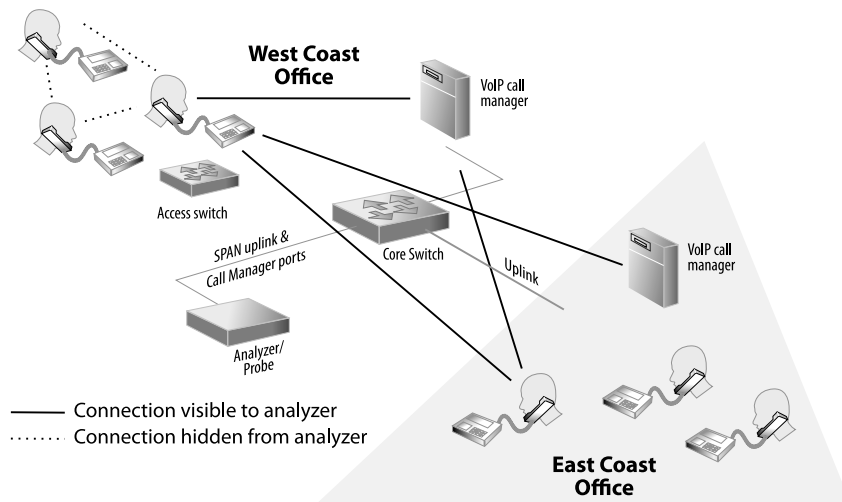 West Coast
Office
VoIP call
manager
Access switch
SPAN uplink &
Call Manager ports
Core Switch
Uplink
VoIP call
manager
Analyzer/
Probe
Connection visible to analyzer
Connection hidden from analyzer
East Coast
Office